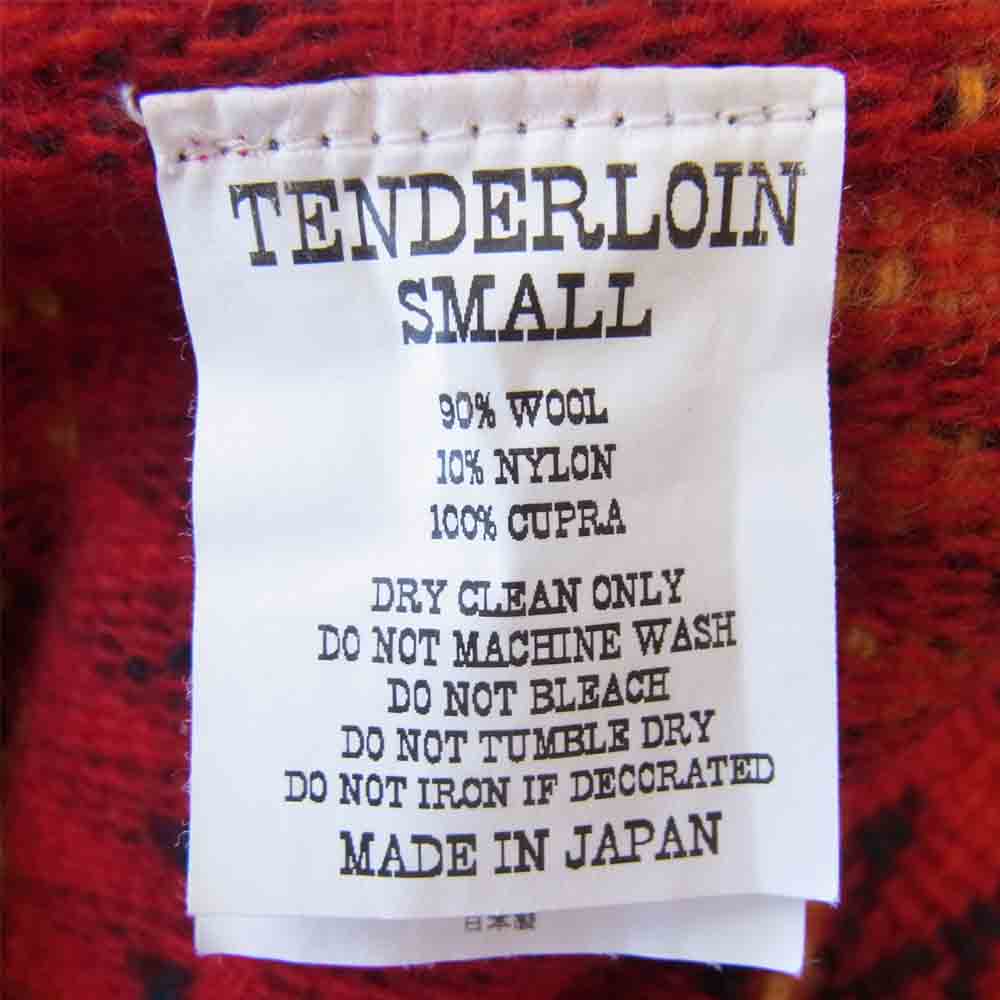 TENDERLOIN
SMALL
90% WOOL
10% NYLON
100% CUPRA
DRY CLEAN ONLY
DO NOT MACHINE WASH
DO NOT BLEACH
DO NOT TUMBLE DRY
DO NOT IRON IF DECORATED
MADE IN JAPAN
日本製